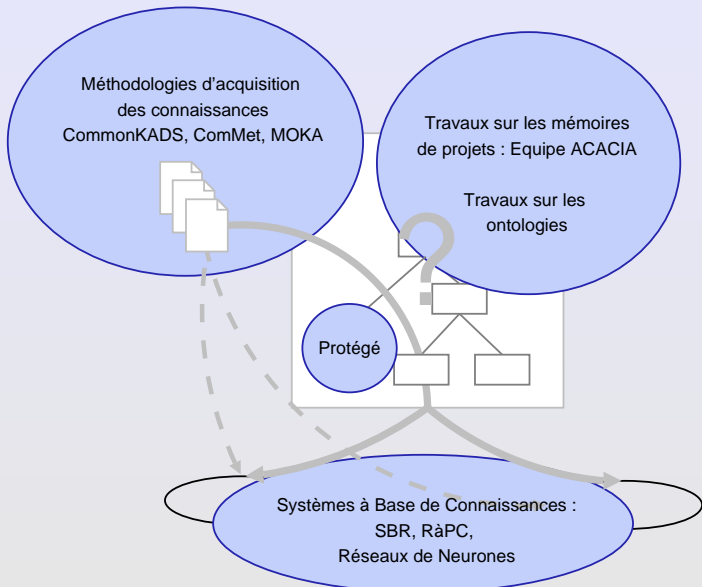 Méthodologies d'acquisition
des connaissances
CommonKADS, ComMet, MOKA
Travaux sur les mémoires
de projets : Equipe ACACIA
Travaux sur les
ontologies
?
Protégé
Systèmes à Base de Connaissances :
SBR, RàPC,
Réseaux de Neurones